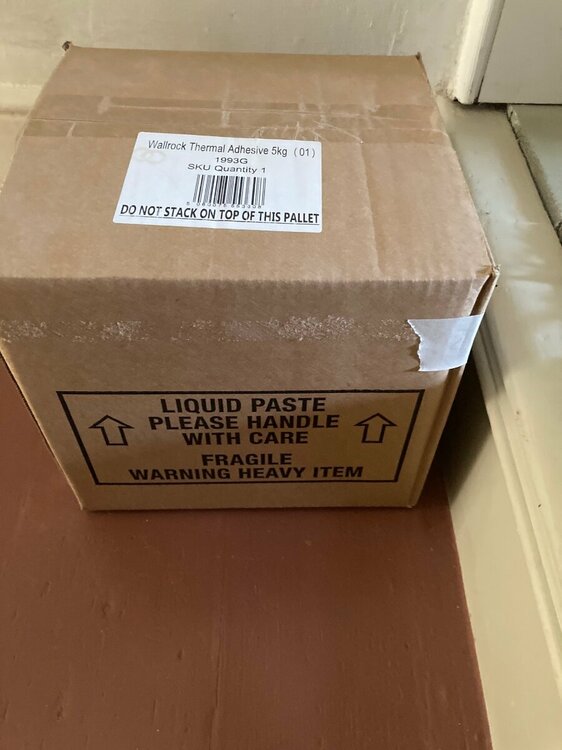 Wallrock Thermal Adhesive 5kg (01)
1993G
SKU Quantity 1
DO NOT STACK ON TOP OF THIS PALLET
LIQUID PASTE
PLEASE HANDLE
WITH CARE
FRAGILE
WARNING HEAVY ITEM